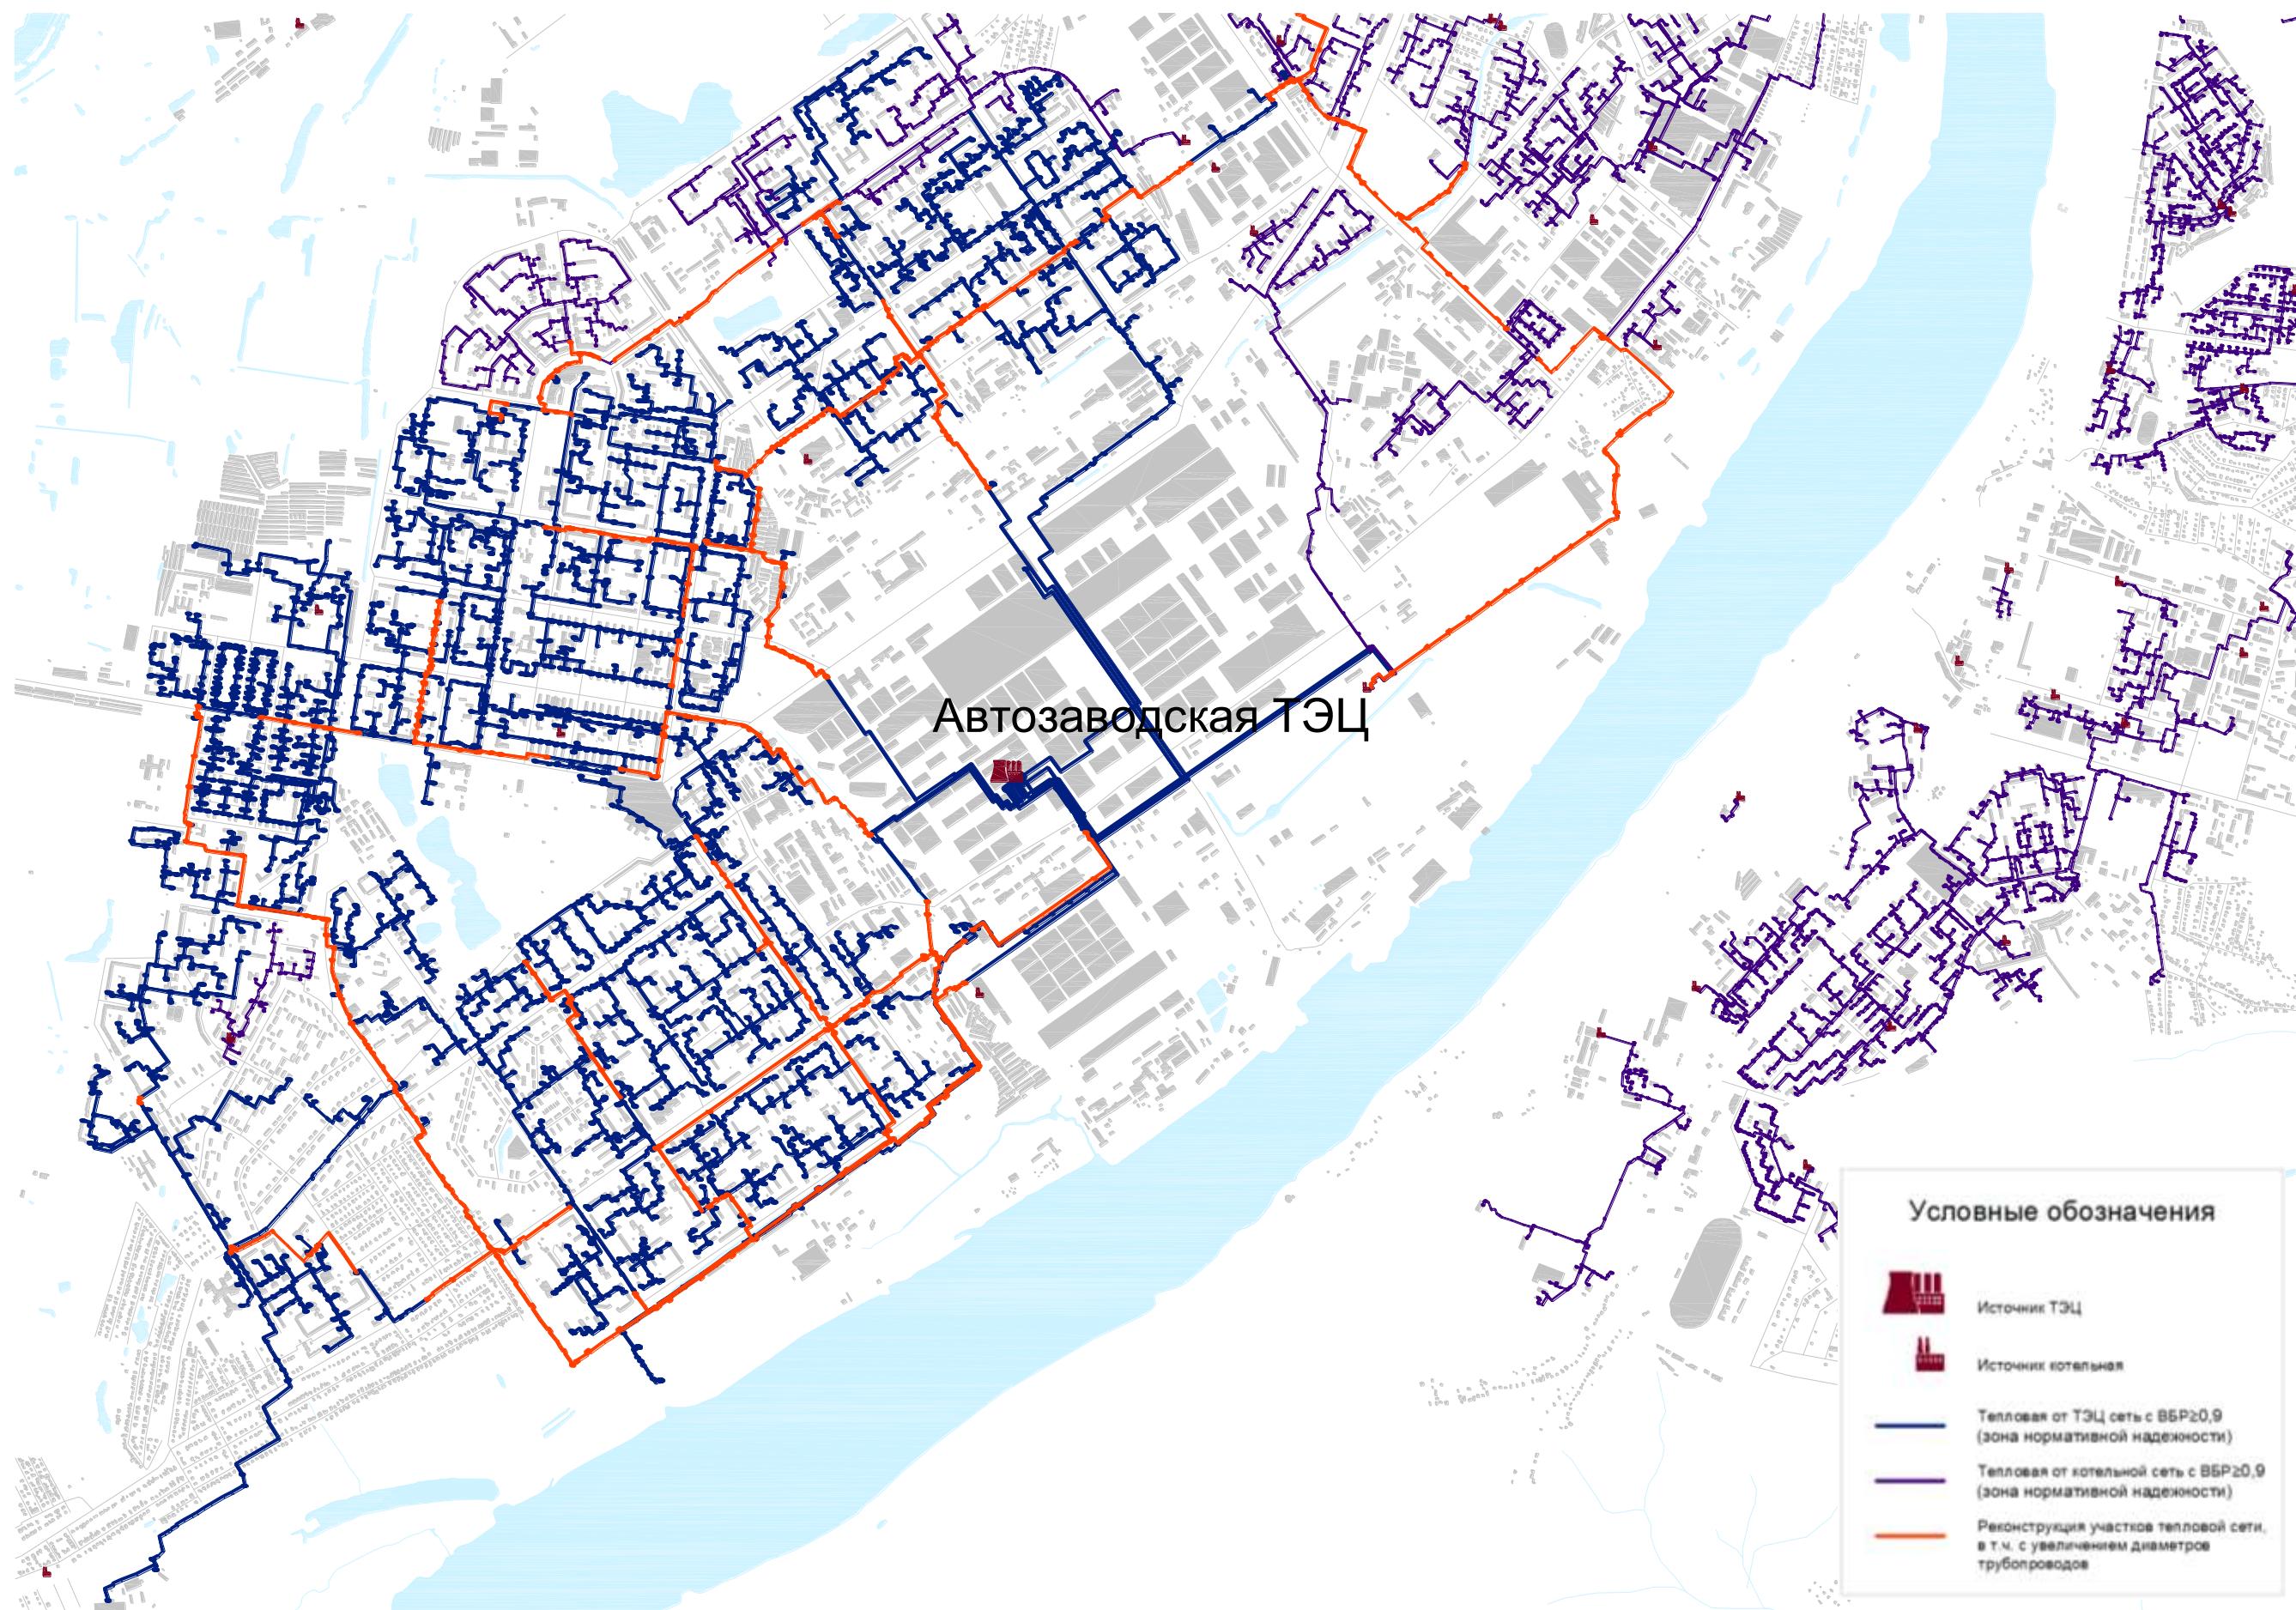 Автозаводская ТЭЦ
Условные обозначения
Источник ТЭЦ
Источник котельная
Тепловая от ТЭЦ сеть с ВБР≥0,9
(зона нормативной надежности)
Тепловая от котельной сеть с ВБР≥0,9
(зона нормативной надежности)
Реконструкция участков тепловой сети,
в т.ч. с увеличением диаметров
трубопроводов